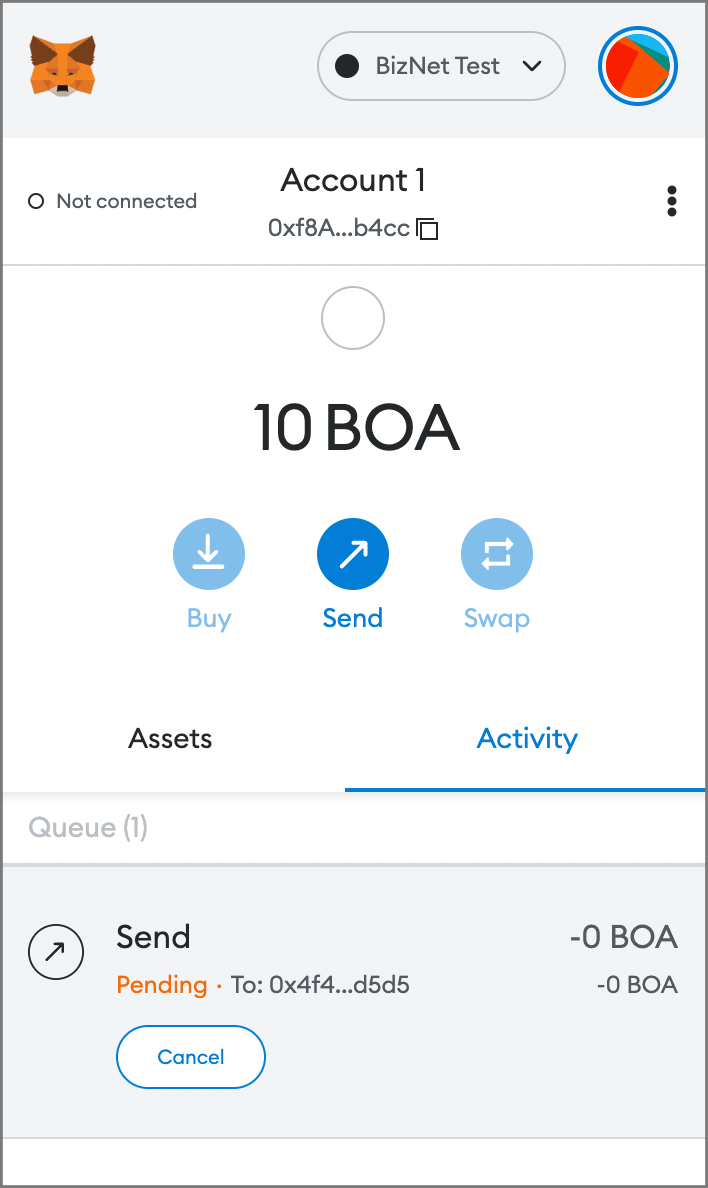 BizNet Test
Not connected
Account 1
0xf8A...b4cc
10 BOA
Buy
Send
Swap
Assets
Activity
Queue (1)
Send
-0 BOA
Pending · To: 0x4f4...d5d5
-0 BOA
Cancel